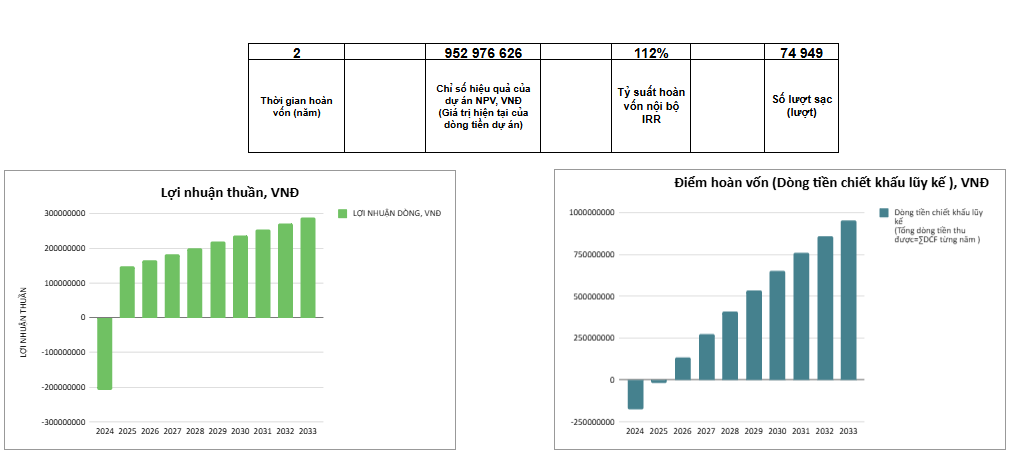 2 952 976 626 112% 74 949
Thời gian hoàn
vốn (năm)
Chỉ số hiệu quả của
dự án NPV, VNĐ
(Giá trị hiện tại của
dòng tiền dự án)
Tỷ suất hoàn
vốn nội bộ
IRR
Số lượt sạc
(lượt)
Lợi nhuận thuần, VNĐ
LỢI NHUẬN DÒNG, VNĐ
LỢI NHUẬN THUẦN
300000000
200000000
100000000
0
-100000000
-200000000
-300000000
2024 2025 2026 2027 2028 2029 2030 2031 2032 2033
Điểm hoàn vốn (Dòng tiền chiết khấu lũy kế ), VNĐ
Dòng tiền chiết khấu lũy
kế
(Tổng dòng tiền thu
được=∑DCF từng năm )
1000000000
750000000
500000000
250000000
0
-250000000
2024 2025 2026 2027 2028 2029 2030 2031 2032 2033